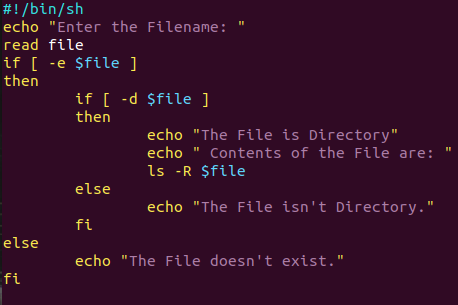 #!/bin/sh
echo "Enter the Filename: "
read file
if [ -e $file ]
then
        if [ -d $file ]
        then
                echo "The File is Directory"
                echo " Contents of the File are: "
                ls -R $file
        else
                echo "The File isn't Directory."
        fi
else
        echo "The File doesn't exist."
fi